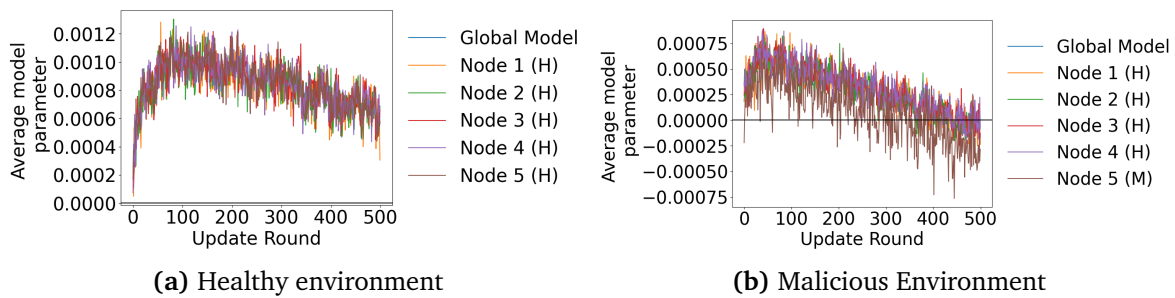 Average model
parameter
0.0012
0.0010
0.0008
0.0006
0.0004
0.0002
0.0000
0 100 200 300 400 500
Update Round
Global Model
Node 1 (H)
Node 2 (H)
Node 3 (H)
Node 4 (H)
Node 5 (H)
(a) Healthy environment
Average model
parameter
0.00075
0.00050
0.00025
0.00000
−0.00025
−0.00050
−0.00075
0 100 200 300 400 500
Update Round
Global Model
Node 1 (H)
Node 2 (H)
Node 3 (H)
Node 4 (H)
Node 5 (M)
(b) Malicious Environment